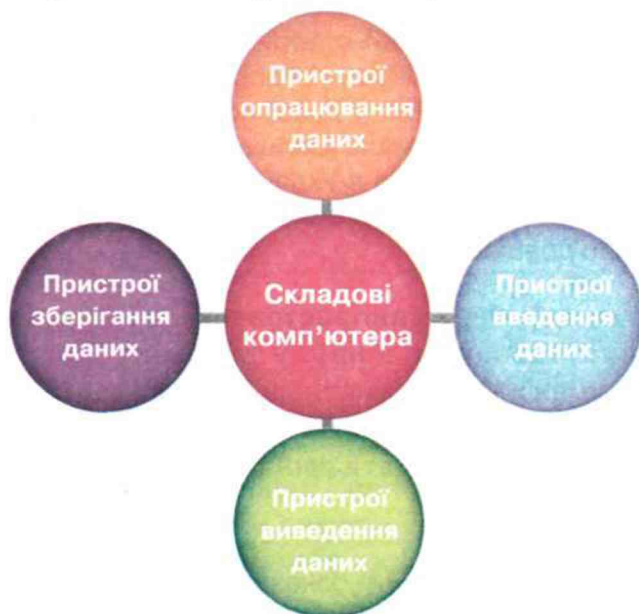 Пристрої
опрацювання
даних
Пристрої
зберігання
даних
Складові
комп'ютера
Пристрої
введення
даних
Пристрої
виведення
даних